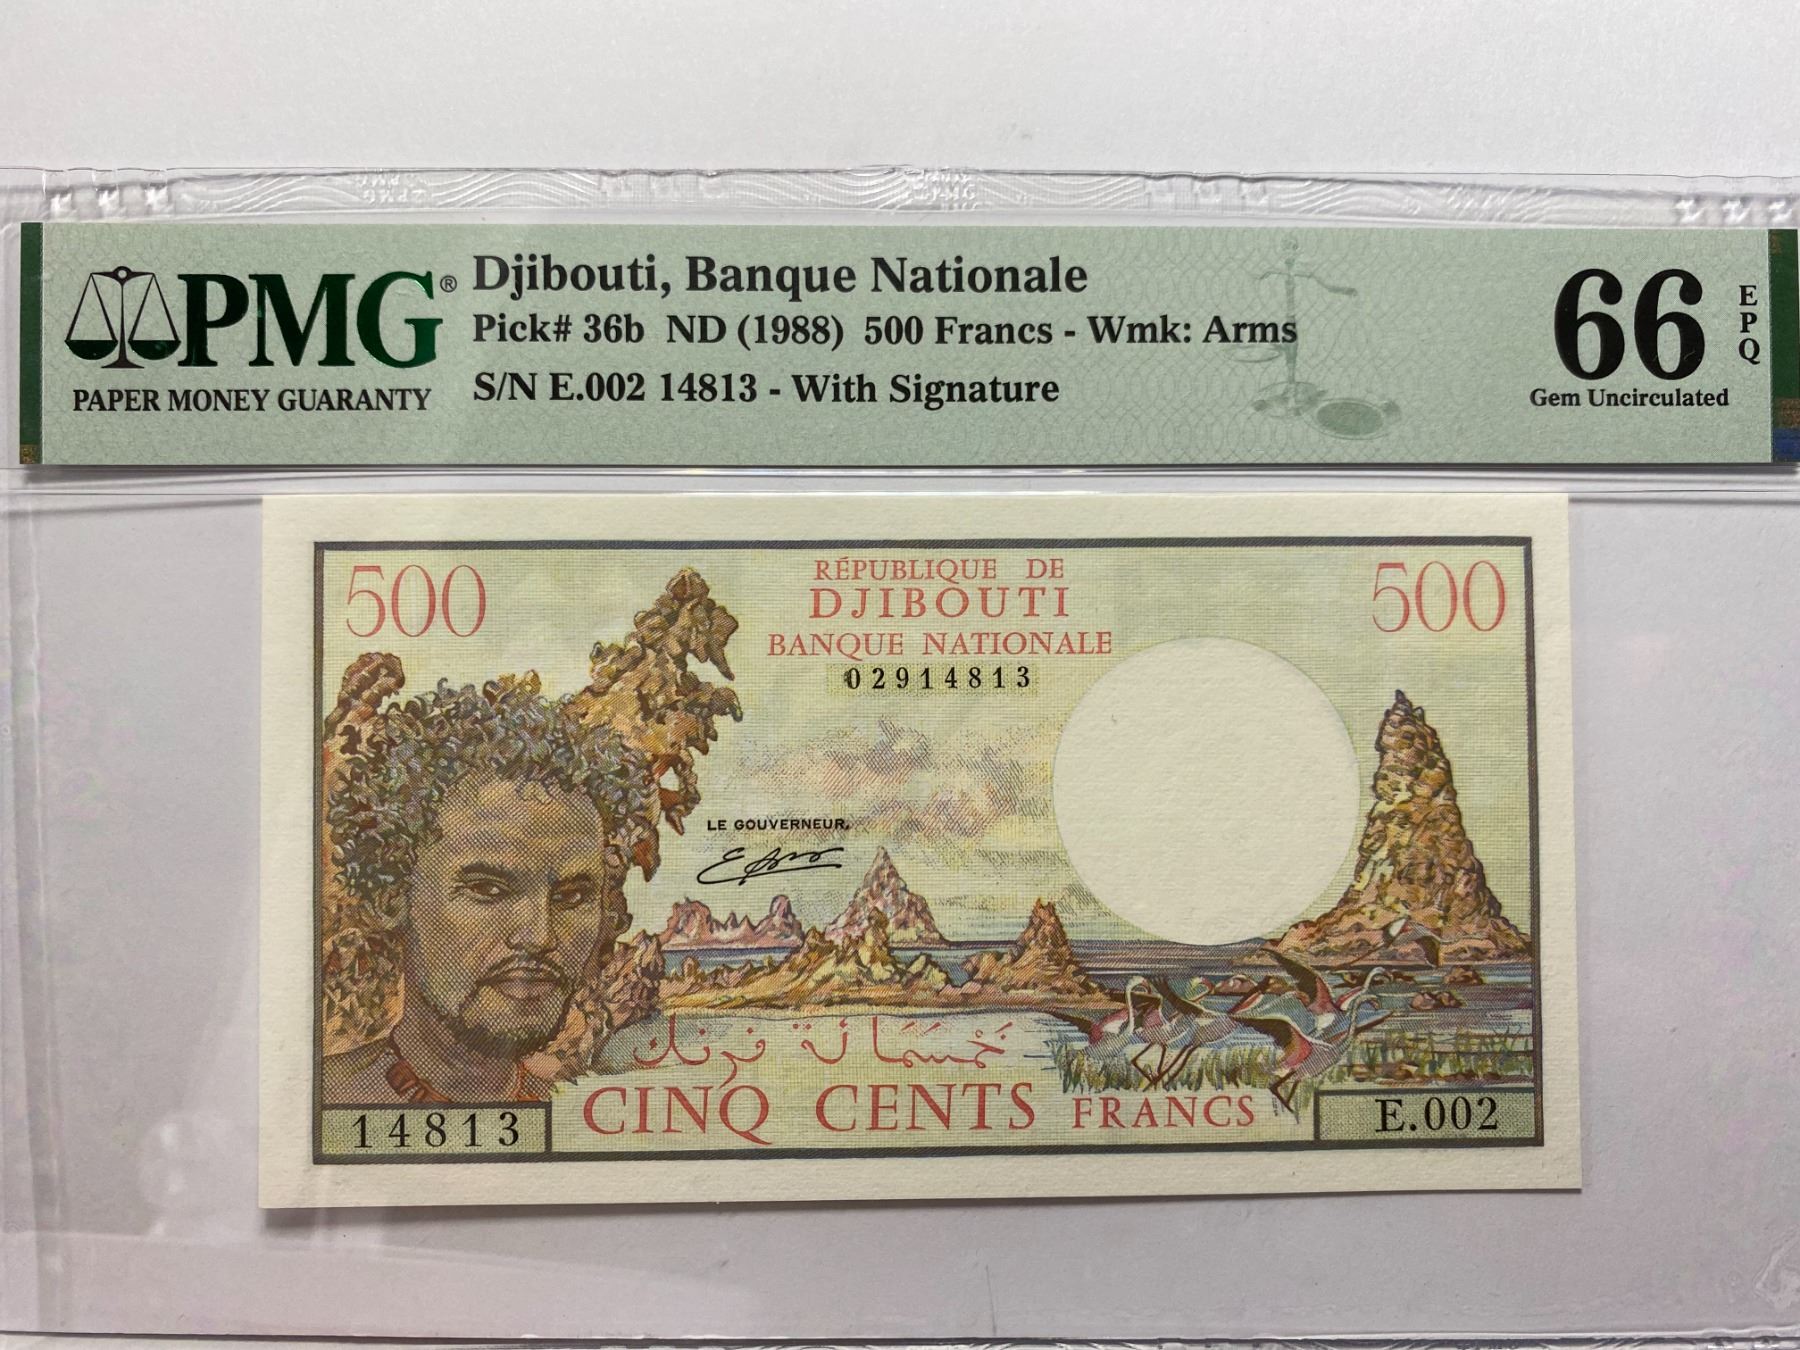 PMG®
PAPER MONEY GUARANTY
Djibouti, Banque Nationale
Pick# 36b ND (1988) 500 Francs - Wmk: Arms
S/N E.002 14813 - With Signature
66 EPQ
Gem Uncirculated
500
RÉPUBLIQUE DE
DJIBOUTI
BANQUE NATIONALE
02914813
500
LE GOUVERNEUR,
خمسمائة فرنك
CINQ CENTS FRANCS
14813
E.002